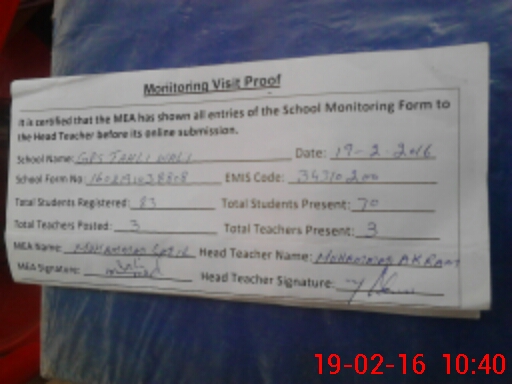 Monitoring Visit Proof
It is certified that the MEA has shown all entries of the School Monitoring Form to
the Head Teacher before its online submission.
School Name: GPS TAHLI WALI Date: 19-2-2016
School Form No: EMIS Code: 34310200
Total Students Registered: 83 Total Students Present: 70
Total Teachers Posted: 3 Total Teachers Present: 3
MEA Name: Mohammad Head Teacher Name: MOHAMMAD AKRAM
MEA Signature: Head Teacher Signature:
19-02-16 10:40